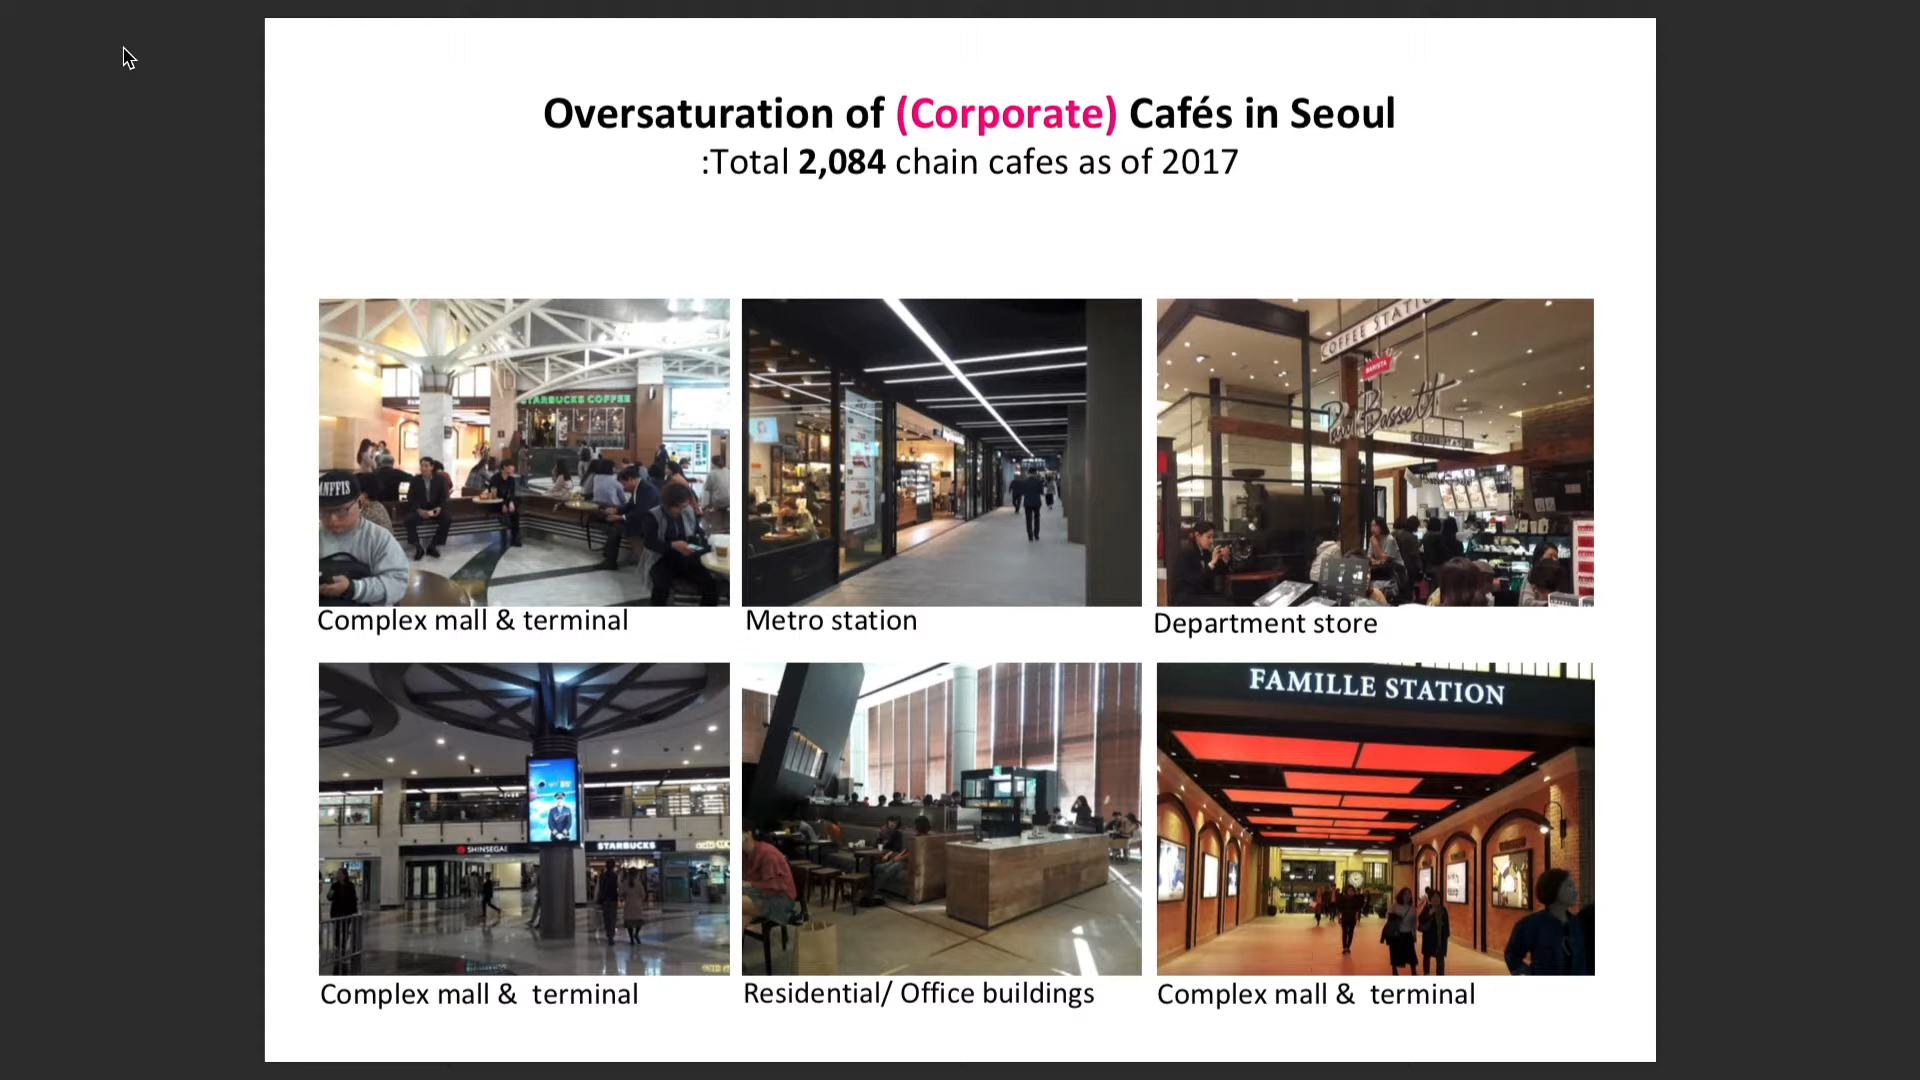 Oversaturation of (Corporate) Cafés in Seoul
:Total 2,084 chain cafes as of 2017
STARBUCKS COFFEE
COFFEE STATION
BARISTA
Paul Bassett
Complex mall & terminal
Metro station
Department store
FAMILLE STATION
SHINSEGAE
STARBUCKS
Complex mall &  terminal
Residential/ Office buildings
Complex mall &  terminal